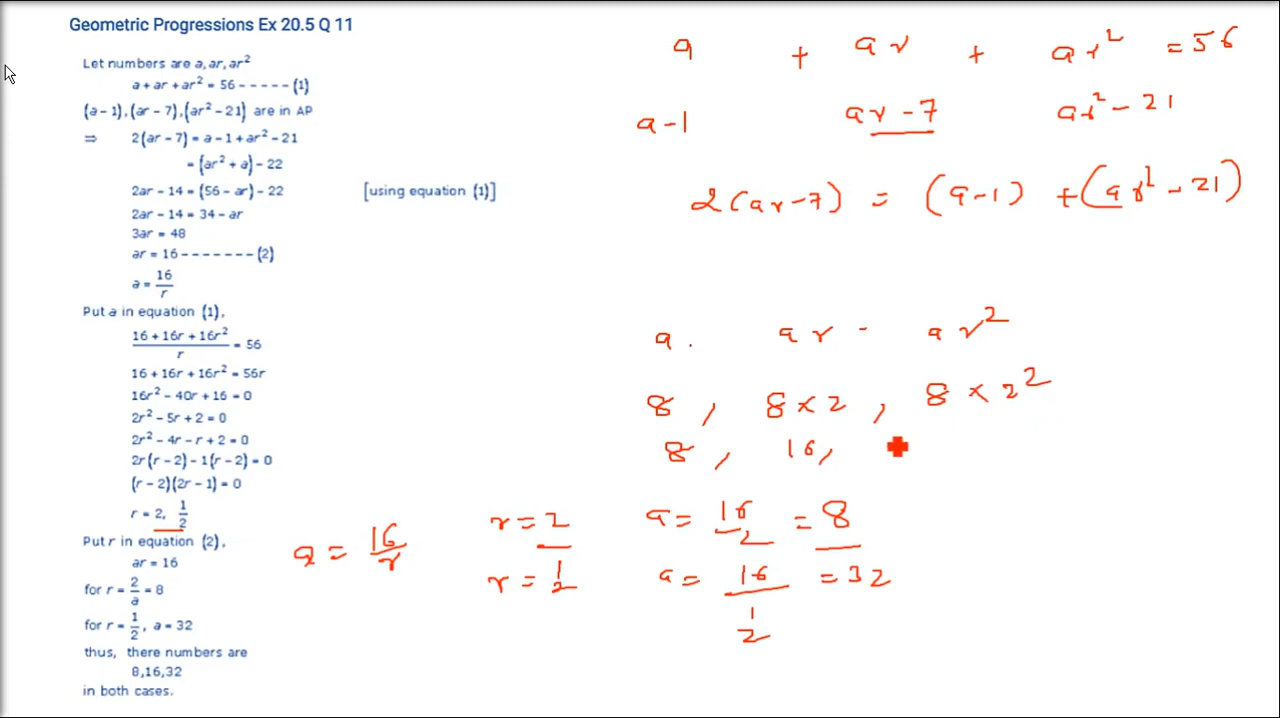 Geometric Progressions Ex 20.5 Q 11
Let numbers are a, ar, ar²
a + ar + ar² = 56 - - - - - (1)
(a - 1), (ar - 7), (ar² - 21) are in AP
⇒ 2(ar - 7) = a - 1 + ar² - 21
= (ar² + a) - 22
2ar - 14 = (56 - ar) - 22 [using equation (1)]
2ar - 14 = 34 - ar
3ar = 48
ar = 16 - - - - - - - (2)
a = 16/r
Put a in equation (1),
(16 + 16r + 16r²)/r = 56
16 + 16r + 16r² = 56r
16r² - 40r + 16 = 0
2r² - 5r + 2 = 0
2r² - 4r - r + 2 = 0
2r(r - 2) - 1(r - 2) = 0
(r - 2)(2r - 1) = 0
r = 2, 1/2
Put r in equation (2),
ar = 16
for r = 2/a = 8
for r = 1/2, a = 32
thus, there numbers are
8,16,32
in both cases.
a + ar + ar² = 56
a - 1 ar - 7 ar² - 21
2(ar - 7) = (a - 1) + (ar² - 21)
a . ar - ar²
8 , 8 × 2 , 8 × 2²
8 , 16,
a = 16/r
r = 2 a = 16/2 = 8
r = 1/2 a = 16/(1/2) = 32